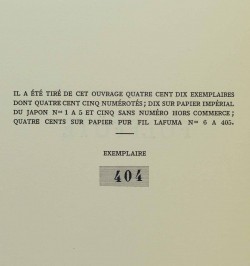 IL A ÉTÉ TIRÉ DE CET OUVRAGE QUATRE CENT DIX EXEMPLAIRES
DONT QUATRE CENT CINQ NUMÉROTÉS ; DIX SUR PAPIER IMPÉRIAL
DU JAPON Nos 1 A 5 ET CINQ SANS NUMÉRO HORS COMMERCE ;
QUATRE CENTS SUR PAPIER PUR FIL LAFUMA Nos 6 A 405.
EXEMPLAIRE
404